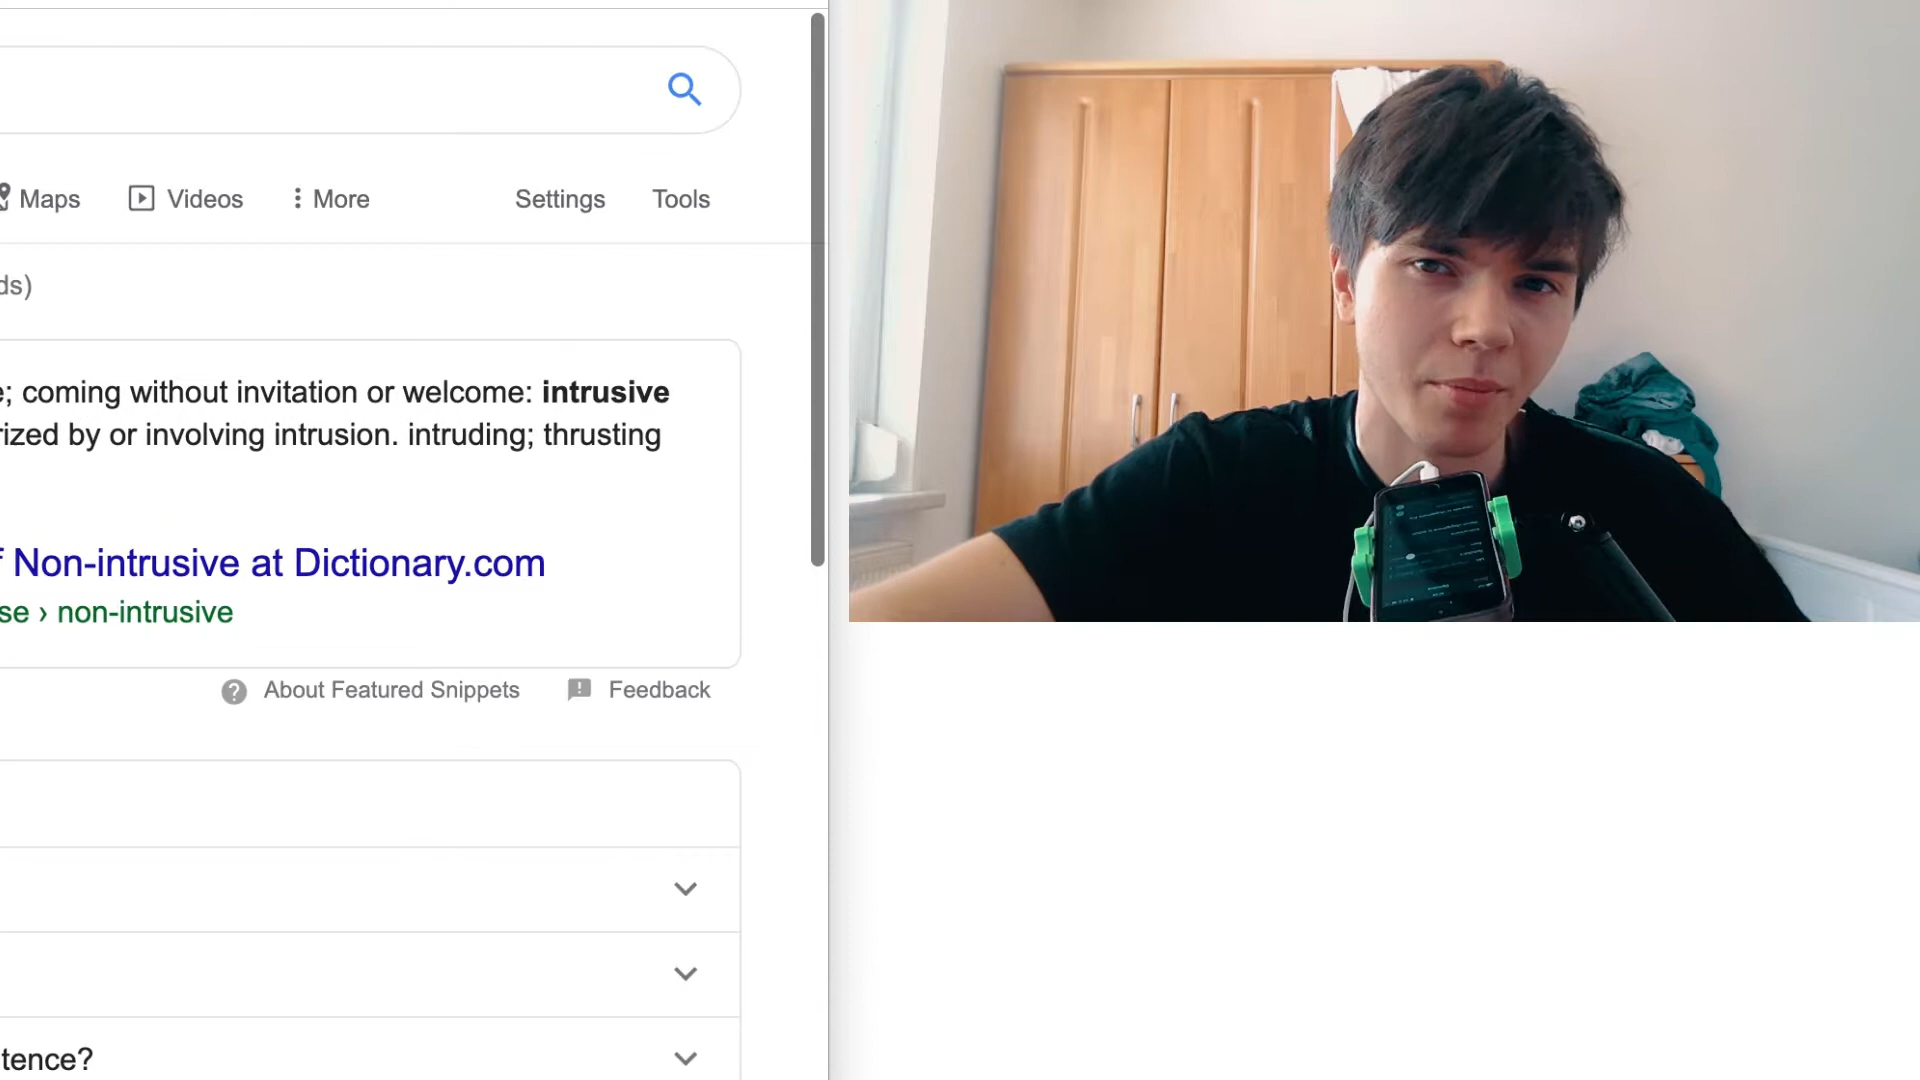 Maps Videos More Settings Tools
ds)
; coming without invitation or welcome: intrusive
rized by or involving intrusion. intruding; thrusting
Non-intrusive at Dictionary.com
se › non-intrusive
About Featured Snippets Feedback
tence?